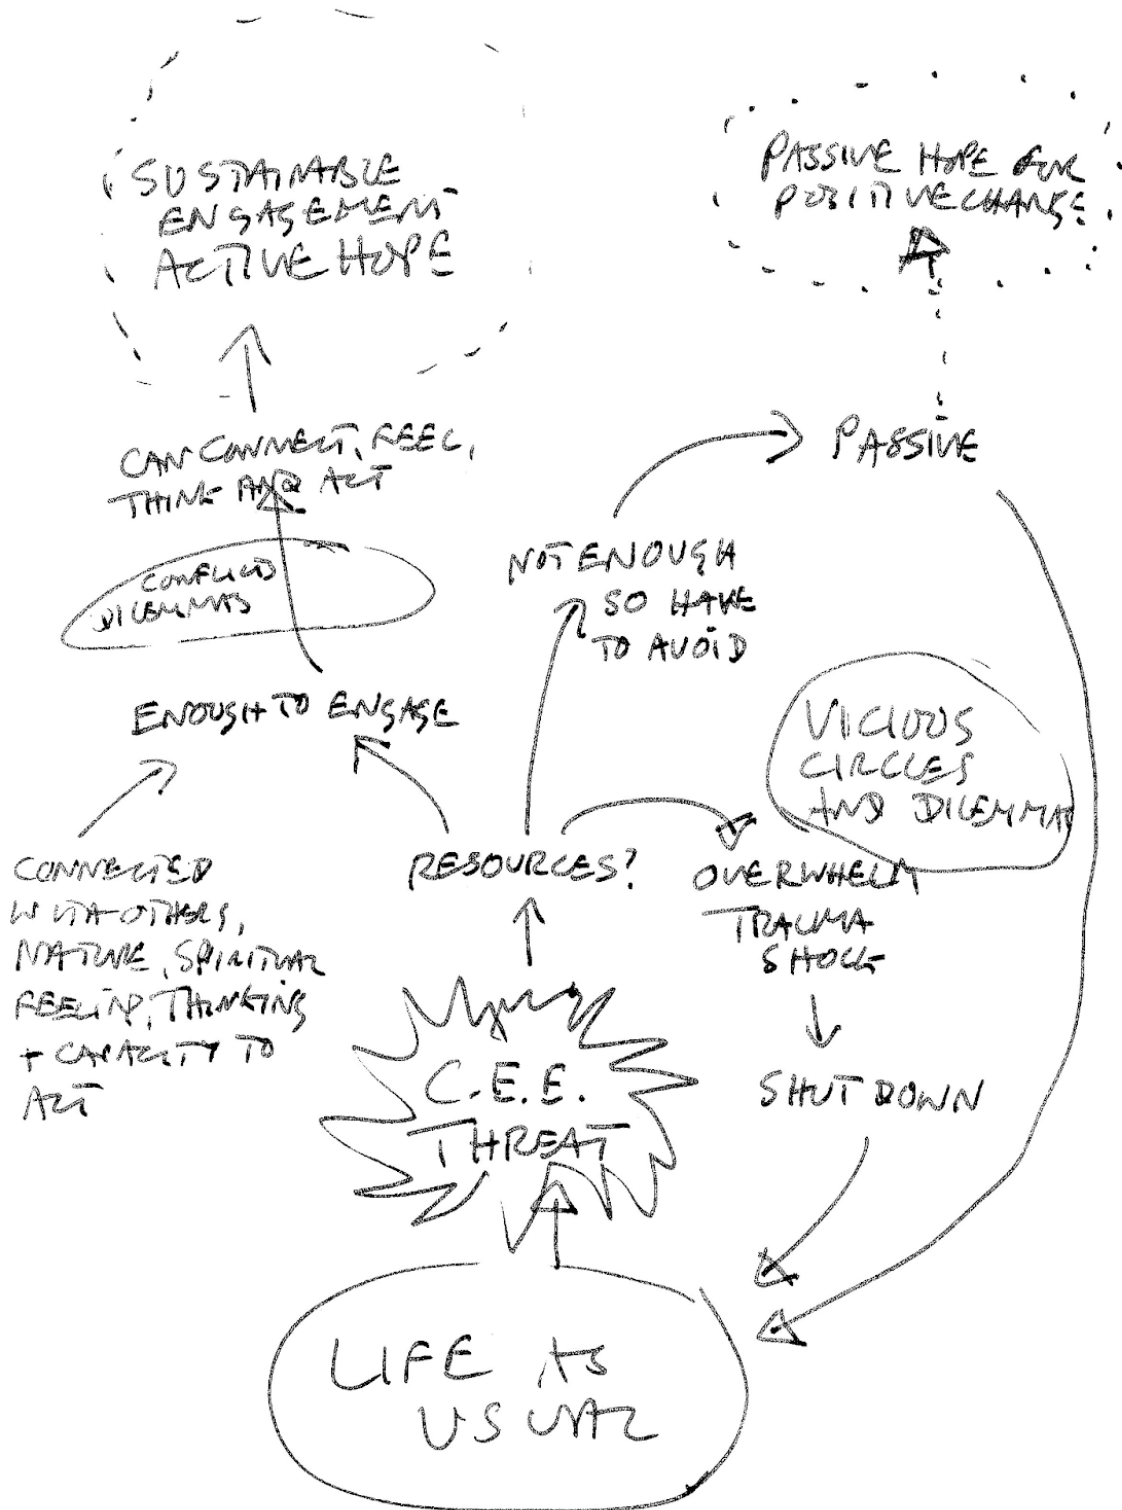 SUSTAINABLE
ENGAGEMENT
ACTIVE HOPE
PASSIVE HOPE FOR
POSITIVE CHANGE
CAN CONNECT, FEEL,
THINK AND ACT
PASSIVE
CONFLICTS
DILEMMAS
NOT ENOUGH
SO HAVE
TO AVOID
ENOUGH TO ENGAGE
VICIOUS
CIRCLES
AND DILEMMAS
CONNECTED
WITH OTHERS,
NATURE, SPIRITUAL
FEELING, THINKING
+ CAPACITY TO
ACT
RESOURCES?
OVERWHELM
TRAUMA
SHOCK
SHUTDOWN
C.E.E.
THREAT
LIFE AS
USUAL